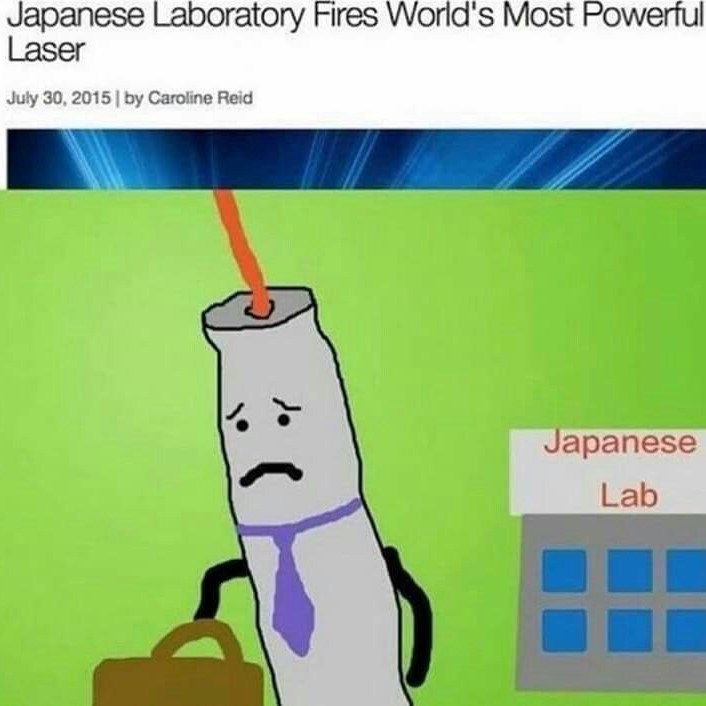 Japanese Laboratory Fires World's Most Powerful
Laser
July 30, 2015 | by Caroline Reid
Japanese
Lab